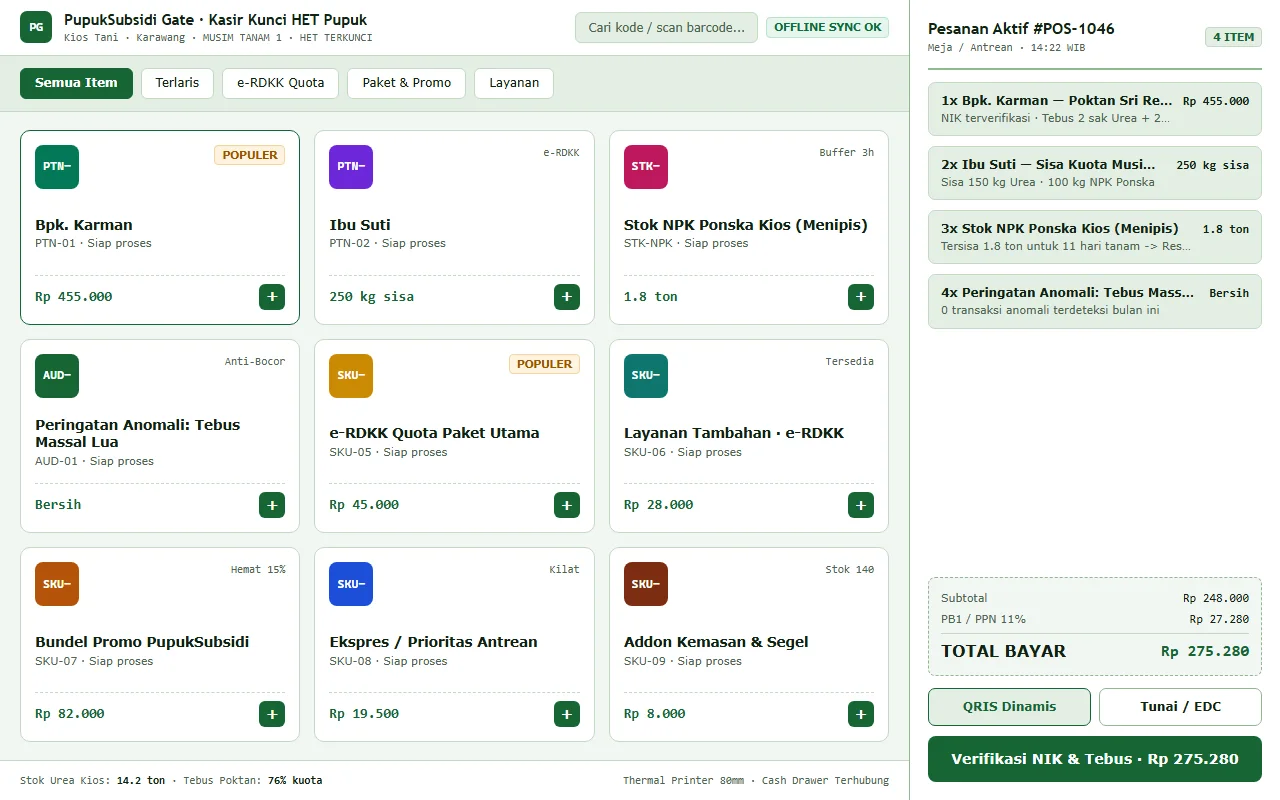 PG
PupukSubsidi Gate · Kasir Kunci HET Pupuk
Kios Tani · Karawang · MUSIM TANAM 1 · HET TERKUNCI
Cari kode / scan barcode...
OFFLINE SYNC OK
Semua Item
Terlaris
e-RDKK Quota
Paket & Promo
Layanan
PTN–
POPULER
Bpk. Karman
PTN-01 · Siap proses
Rp 455.000
+
PTN–
e-RDKK
Ibu Suti
PTN-02 · Siap proses
250 kg sisa
+
STK–
Buffer 3h
Stok NPK Ponska Kios (Menipis)
STK-NPK · Siap proses
1.8 ton
+
AUD–
Anti-Bocor
Peringatan Anomali: Tebus
Massal Lua
AUD-01 · Siap proses
Bersih
+
SKU–
POPULER
e-RDKK Quota Paket Utama
SKU-05 · Siap proses
Rp 45.000
+
SKU–
Tersedia
Layanan Tambahan · e-RDKK
SKU-06 · Siap proses
Rp 28.000
+
SKU–
Hemat 15%
Bundel Promo PupukSubsidi
SKU-07 · Siap proses
Rp 82.000
+
SKU–
Kilat
Ekspres / Prioritas Antrean
SKU-08 · Siap proses
Rp 19.500
+
SKU–
Stok 140
Addon Kemasan & Segel
SKU-09 · Siap proses
Rp 8.000
+
Stok Urea Kios: 14.2 ton · Tebus Poktan: 76% kuota
Thermal Printer 80mm · Cash Drawer Terhubung
Pesanan Aktif #POS-1046
Meja / Antrean · 14:22 WIB
4 ITEM
1x Bpk. Karman — Poktan Sri Re... Rp 455.000
NIK terverifikasi · Tebus 2 sak Urea + 2...
2x Ibu Suti — Sisa Kuota Musi... 250 kg sisa
Sisa 150 kg Urea · 100 kg NPK Ponska
3x Stok NPK Ponska Kios (Menipis) 1.8 ton
Tersisa 1.8 ton untuk 11 hari tanam -> Res...
4x Peringatan Anomali: Tebus Mass... Bersih
0 transaksi anomali terdeteksi bulan ini
Subtotal Rp 248.000
PB1 / PPN 11% Rp 27.280
TOTAL BAYAR Rp 275.280
QRIS Dinamis
Tunai / EDC
Verifikasi NIK & Tebus · Rp 275.280